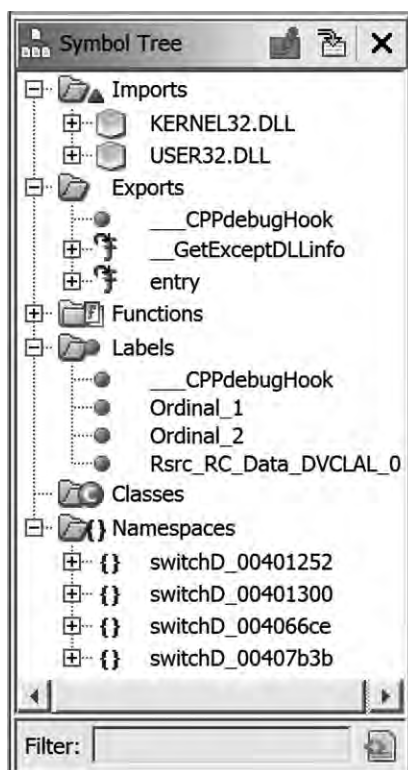 Symbol Tree
Imports
KERNEL32.DLL
USER32.DLL
Exports
___CPPdebugHook
__GetExceptDLLinfo
entry
Functions
Labels
___CPPdebugHook
Ordinal_1
Ordinal_2
Rsrc_RC_Data_DVCLAL_0
Classes
Namespaces
switchD_00401252
switchD_00401300
switchD_004066ce
switchD_00407b3b
Filter: